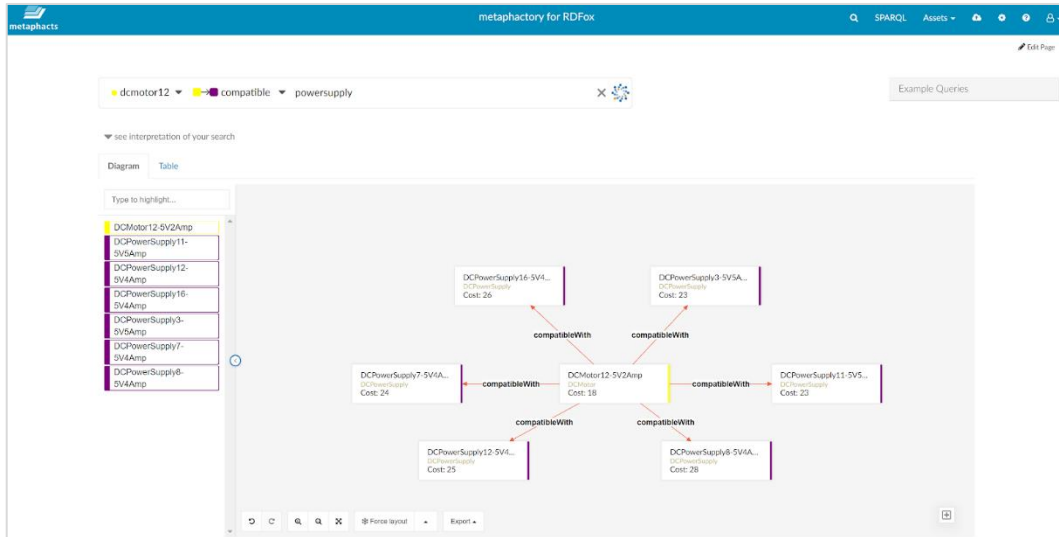 metaphacts
metaphactory for RDFox
SPARQL Assets
Edit Page
dcmotor12 compatible powersupply
Example Queries
see interpretation of your search
Diagram Table
Type to highlight...
DCMotor12-5V2Amp
DCPowerSupply11-
5V5Amp
DCPowerSupply12-
5V4Amp
DCPowerSupply16-
5V4Amp
DCPowerSupply3-
5V5Amp
DCPowerSupply7-
5V4Amp
DCPowerSupply8-
5V4Amp
DCPowerSupply16-5V4...
DCPowerSupply
Cost: 26
DCPowerSupply3-5V5A...
DCPowerSupply
Cost: 23
compatibleWith
compatibleWith
DCPowerSupply7-5V4A...
DCPowerSupply
Cost: 24
compatibleWith
DCMotor12-5V2Amp
DCMotor
Cost: 18
compatibleWith
DCPowerSupply11-5V5...
DCPowerSupply
Cost: 23
compatibleWith
compatibleWith
DCPowerSupply12-5V4...
DCPowerSupply
Cost: 25
DCPowerSupply8-5V4A...
DCPowerSupply
Cost: 28
Force layout
Export